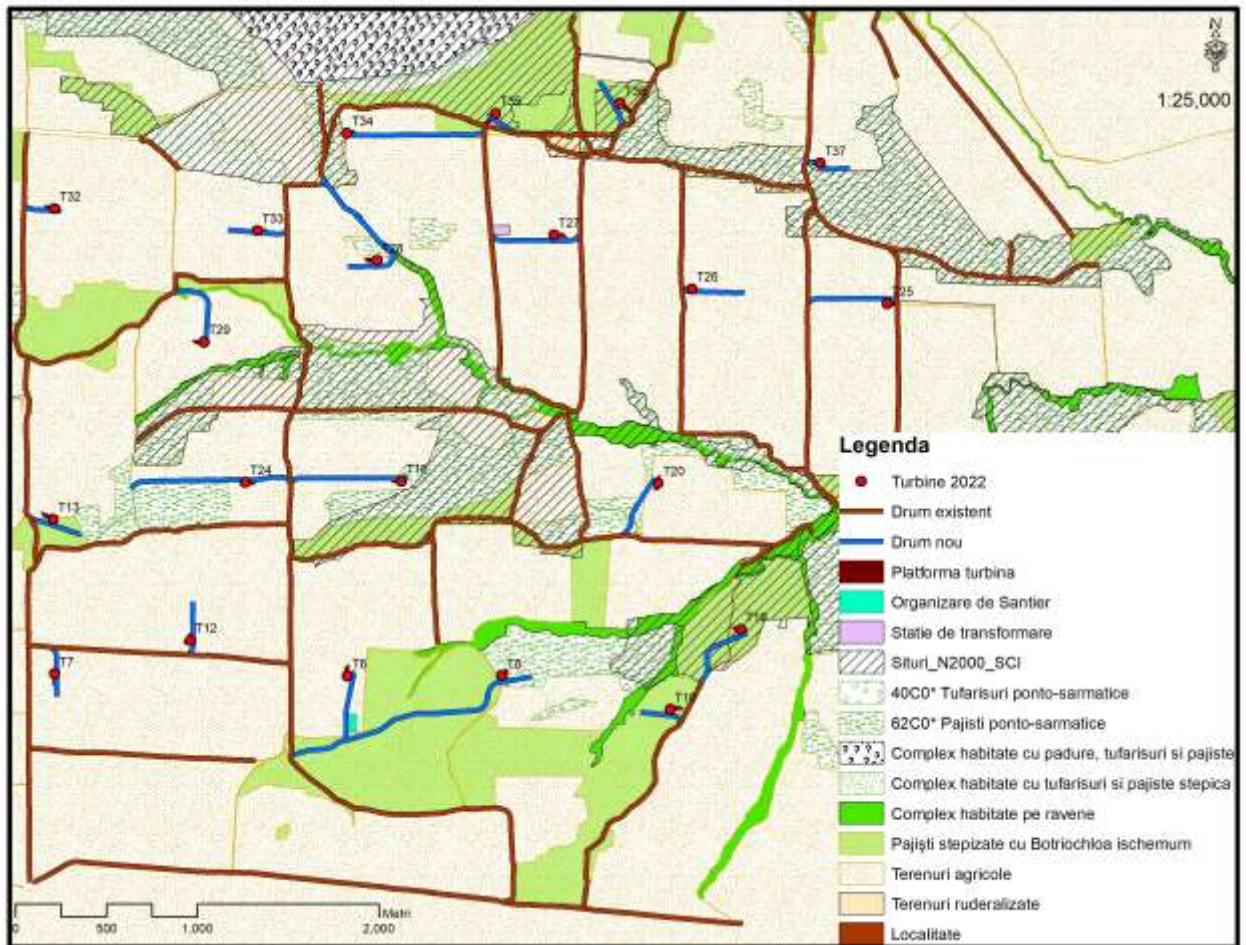 N
1:25,000
T34
T37
T32
T33
T27
T26
T25
T29
T24
T20
T13
T12
T7
T8
Legenda
Turbine 2022
Drum existent
Drum nou
Platforma turbina
Organizare de Santier
Statie de transformare
Situri_N2000_SCI
40C0* Tufarisuri ponto-sarmatice
62C0* Pajisti ponto-sarmatice
Complex habitate cu padure, tufarisuri si pajiste
Complex habitate cu tufarisuri si pajiste stepica
Complex habitate pe ravene
Pajiști stepizate cu Botriochloa ischemum
Terenuri agricole
Terenuri ruderalizate
Localitate
Metri
0 500 1.000 2.000